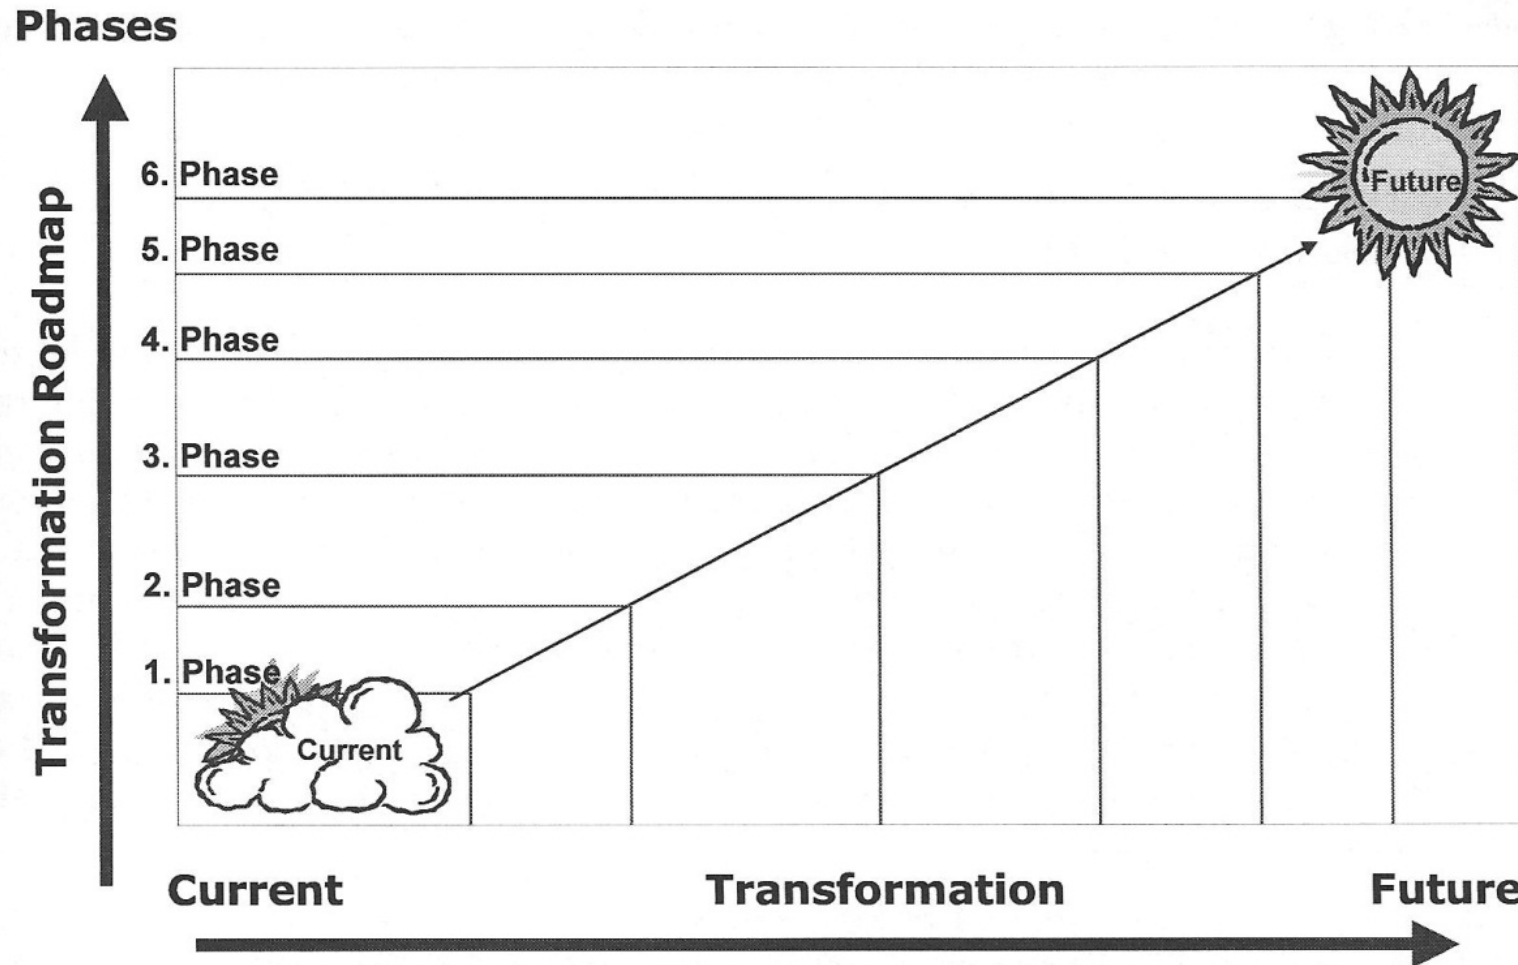 Phases
Transformation Roadmap
6. Phase
5. Phase
4. Phase
3. Phase
2. Phase
1. Phase
Future
Current
Current
Transformation
Future